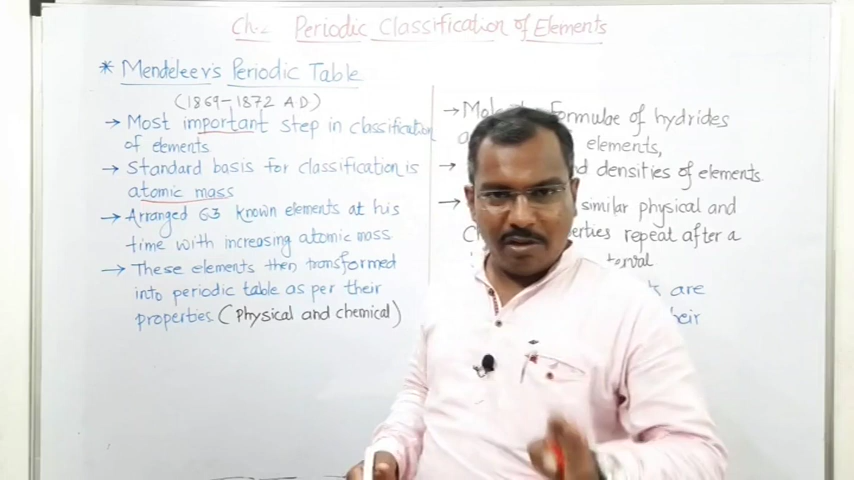 Ch-2 Periodic Classification of Elements
* Mendeleev's Periodic Table
(1869-1872 AD)
→ Most important step in classification
of elements
→ Standard basis for classification is
atomic mass
→ Arranged 63 known elements at his
time with increasing atomic mass
→ These elements then transformed
into periodic table as per their
properties (physical and chemical)
→ Formulae of hydrides
elements,
→ densities of elements
→ similar physical and
repeat after a
are